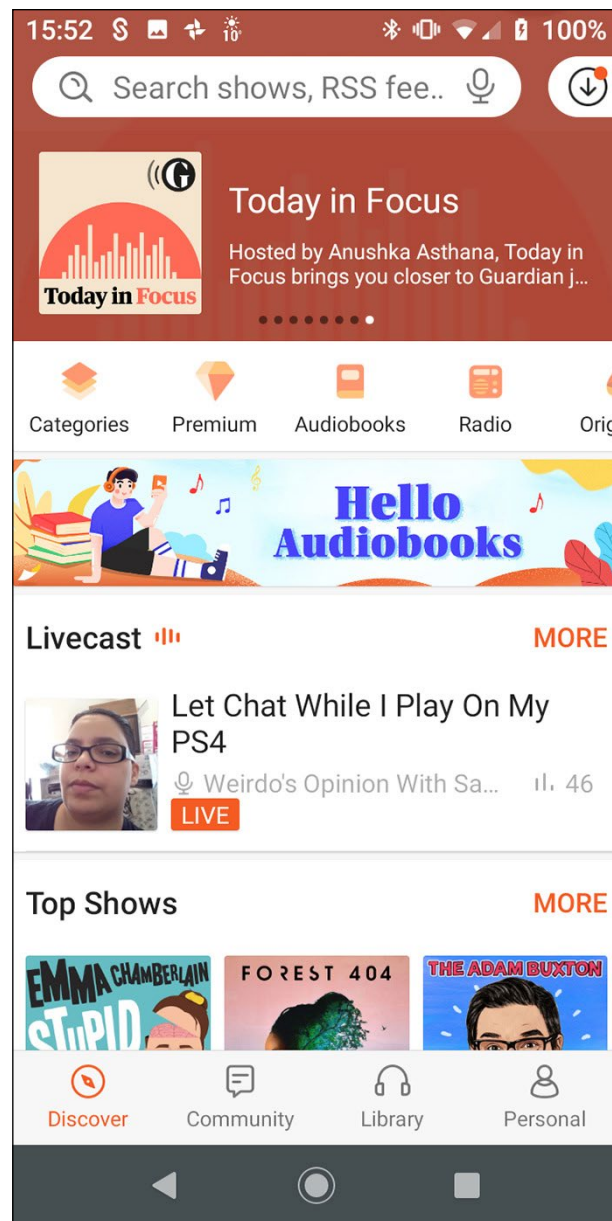 15:52 10° 100%
Search shows, RSS fee..
G
Today in Focus
Today in Focus
Hosted by Anushka Asthana, Today in
Focus brings you closer to Guardian j...
Categories Premium Audiobooks Radio Orig
Hello
Audiobooks
Livecast MORE
Let Chat While I Play On My
PS4
Weirdo's Opinion With Sa... 46
LIVE
Top Shows MORE
EMMA CHAMBERLAIN
STUPID
FOREST 404
THE ADAM BUXTON
Discover Community Library Personal